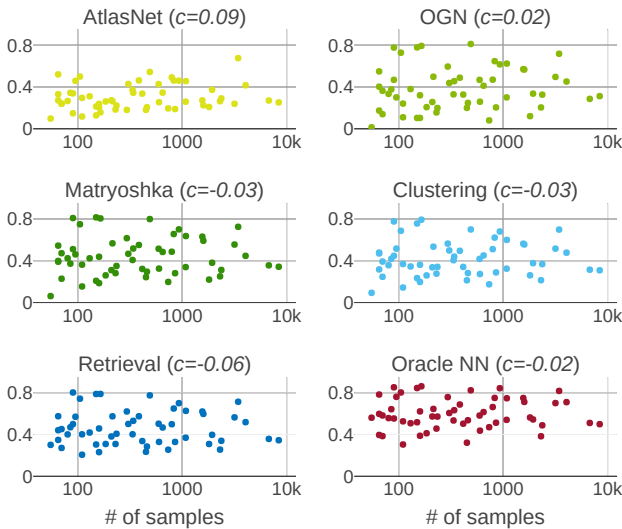 AtlasNet (c=0.09) OGN (c=0.02)
0.8 0.8
0.4 0.4
0 0
100 1000 10k 100 1000 10k
Matryoshka (c=-0.03) Clustering (c=-0.03)
0.8 0.8
0.4 0.4
0 0
100 1000 10k 100 1000 10k
Retrieval (c=-0.06) Oracle NN (c=-0.02)
0.8 0.8
0.4 0.4
0 0
100 1000 10k 100 1000 10k
# of samples # of samples